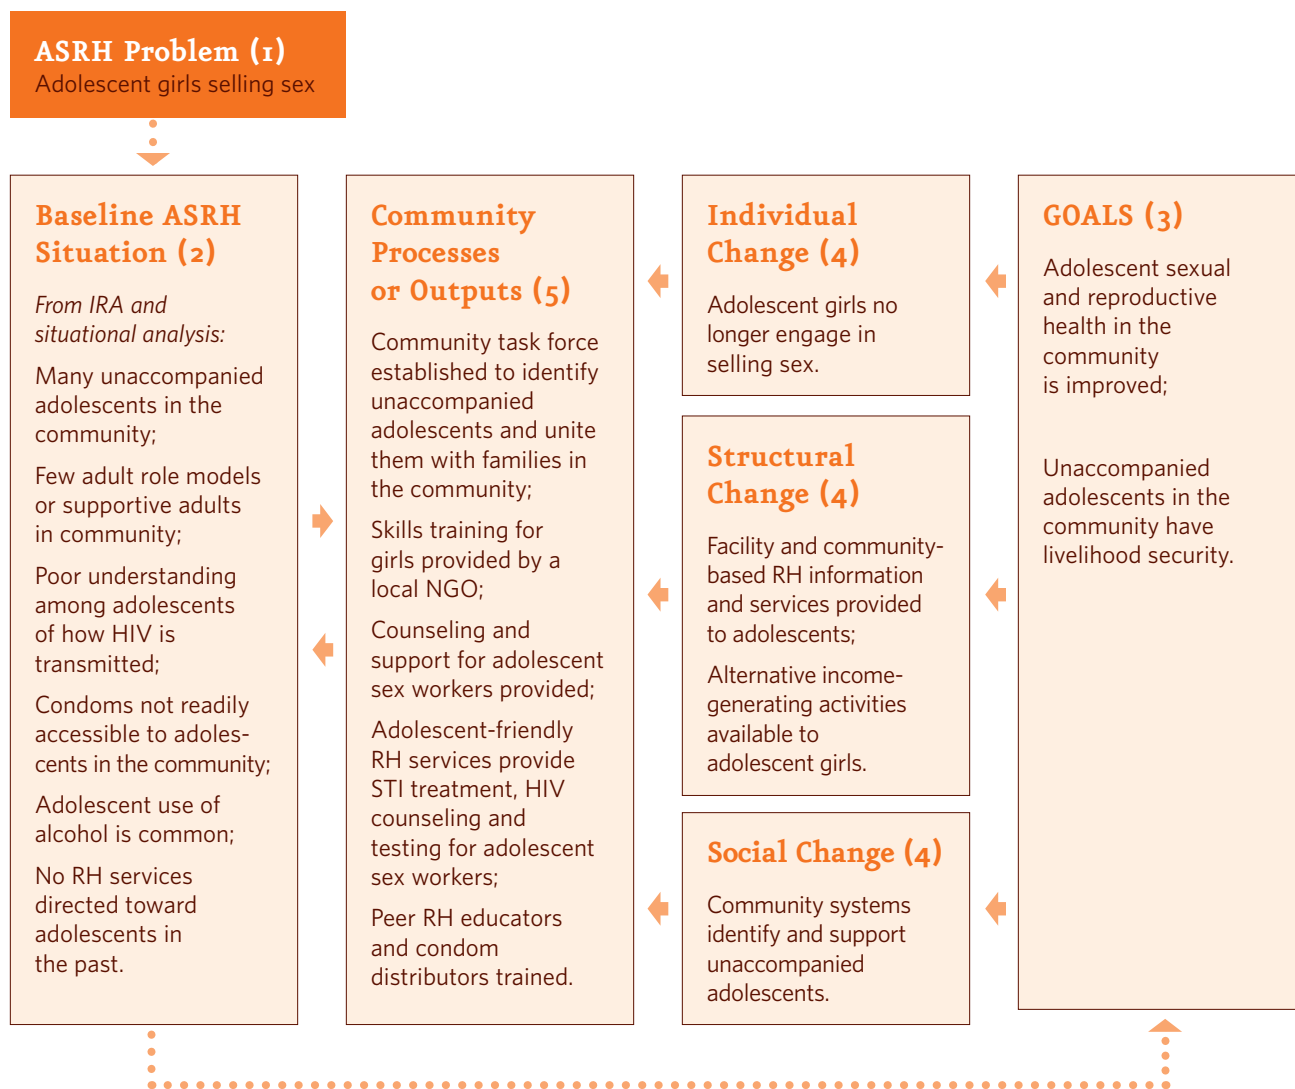 ASRH Problem (1)
Adolescent girls selling sex
Baseline ASRH
Situation (2)
From IRA and
situational analysis:
Many unaccompanied
adolescents in the
community;
Few adult role models
or supportive adults
in community;
Poor understanding
among adolescents
of how HIV is
transmitted;
Condoms not readily
accessible to adoles-
cents in the community;
Adolescent use of
alcohol is common;
No RH services
directed toward
adolescents in
the past.
Community
Processes
or Outputs (5)
Community task force
established to identify
unaccompanied
adolescents and unite
them with families in
the community;
Skills training for
girls provided by a
local NGO;
Counseling and
support for adolescent
sex workers provided;
Adolescent-friendly
RH services provide
STI treatment, HIV
counseling and
testing for adolescent
sex workers;
Peer RH educators
and condom
distributors trained.
Individual
Change (4)
Adolescent girls no
longer engage in
selling sex.
Structural
Change (4)
Facility and community-
based RH information
and services provided
to adolescents;
Alternative income-
generating activities
available to
adolescent girls.
Social Change (4)
Community systems
identify and support
unaccompanied
adolescents.
GOALS (3)
Adolescent sexual
and reproductive
health in the
community
is improved;
Unaccompanied
adolescents in the
community have
livelihood security.